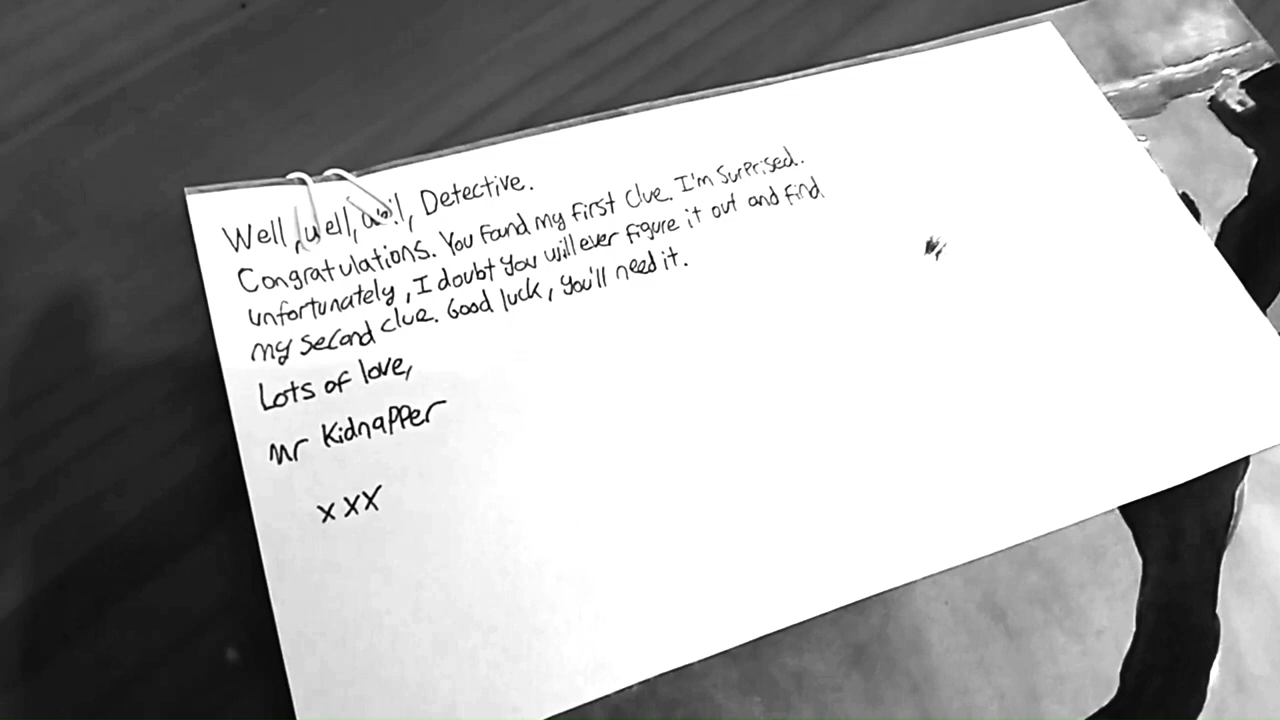 Well, well, well, Detective.
Congratulations. You found my first clue. I'm surprised.
unfortunately, I doubt you will ever figure it out and find
my second clue. Good luck, you'll need it.
Lots of love,
Mr Kidnapper
xxx